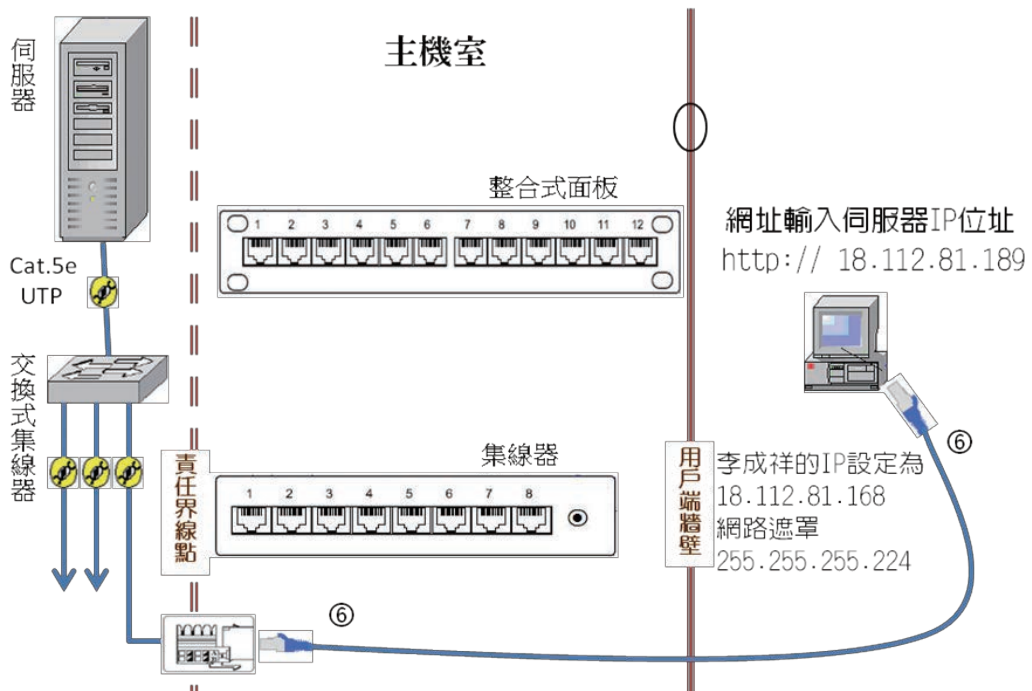 伺服器
主機室
Cat.5e
UTP
整合式面板
1 2 3 4 5 6 7 8 9 10 11 12
網址輸入伺服器IP位址
http:// 18.112.81.189
交換式集線器
責任界線點
集線器
1 2 3 4 5 6 7 8
用戶端牆壁
李成祥的IP設定為
18.112.81.168
網路遮罩
255.255.255.224
⑥
⑥